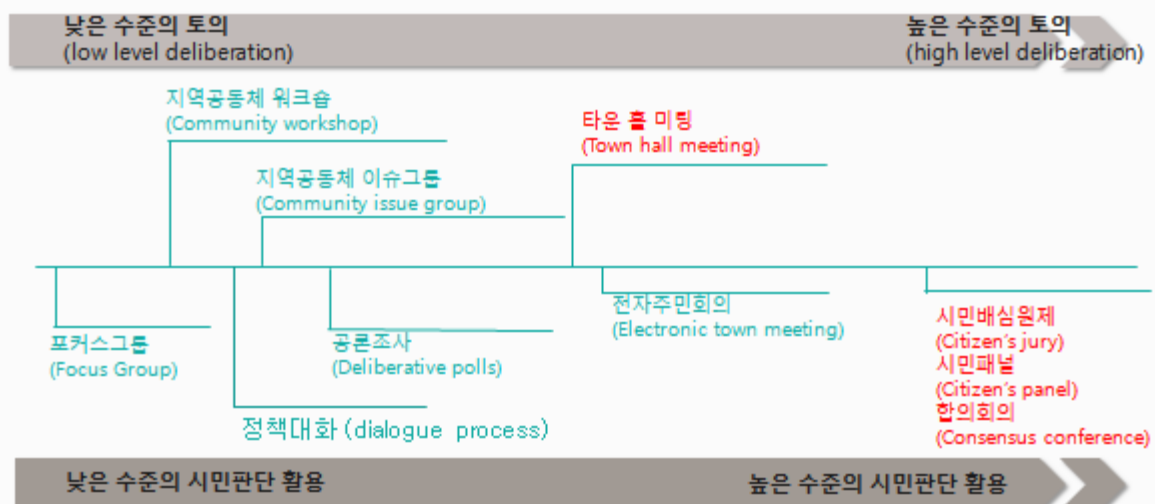 낮은 수준의 토의
(low level deliberation)
높은 수준의 토의
(high level deliberation)
지역공동체 워크숍
(Community workshop)
타운 홀 미팅
(Town hall meeting)
지역공동체 이슈그룹
(Community issue group)
포커스그룹
(Focus Group)
공론조사
(Deliberative polls)
전자주민회의
(Electronic town meeting)
시민배심원제
(Citizen's jury)
시민패널
(Citizen's panel)
합의회의
(Consensus conference)
정책대화 (dialogue process)
낮은 수준의 시민판단 활용
높은 수준의 시민판단 활용